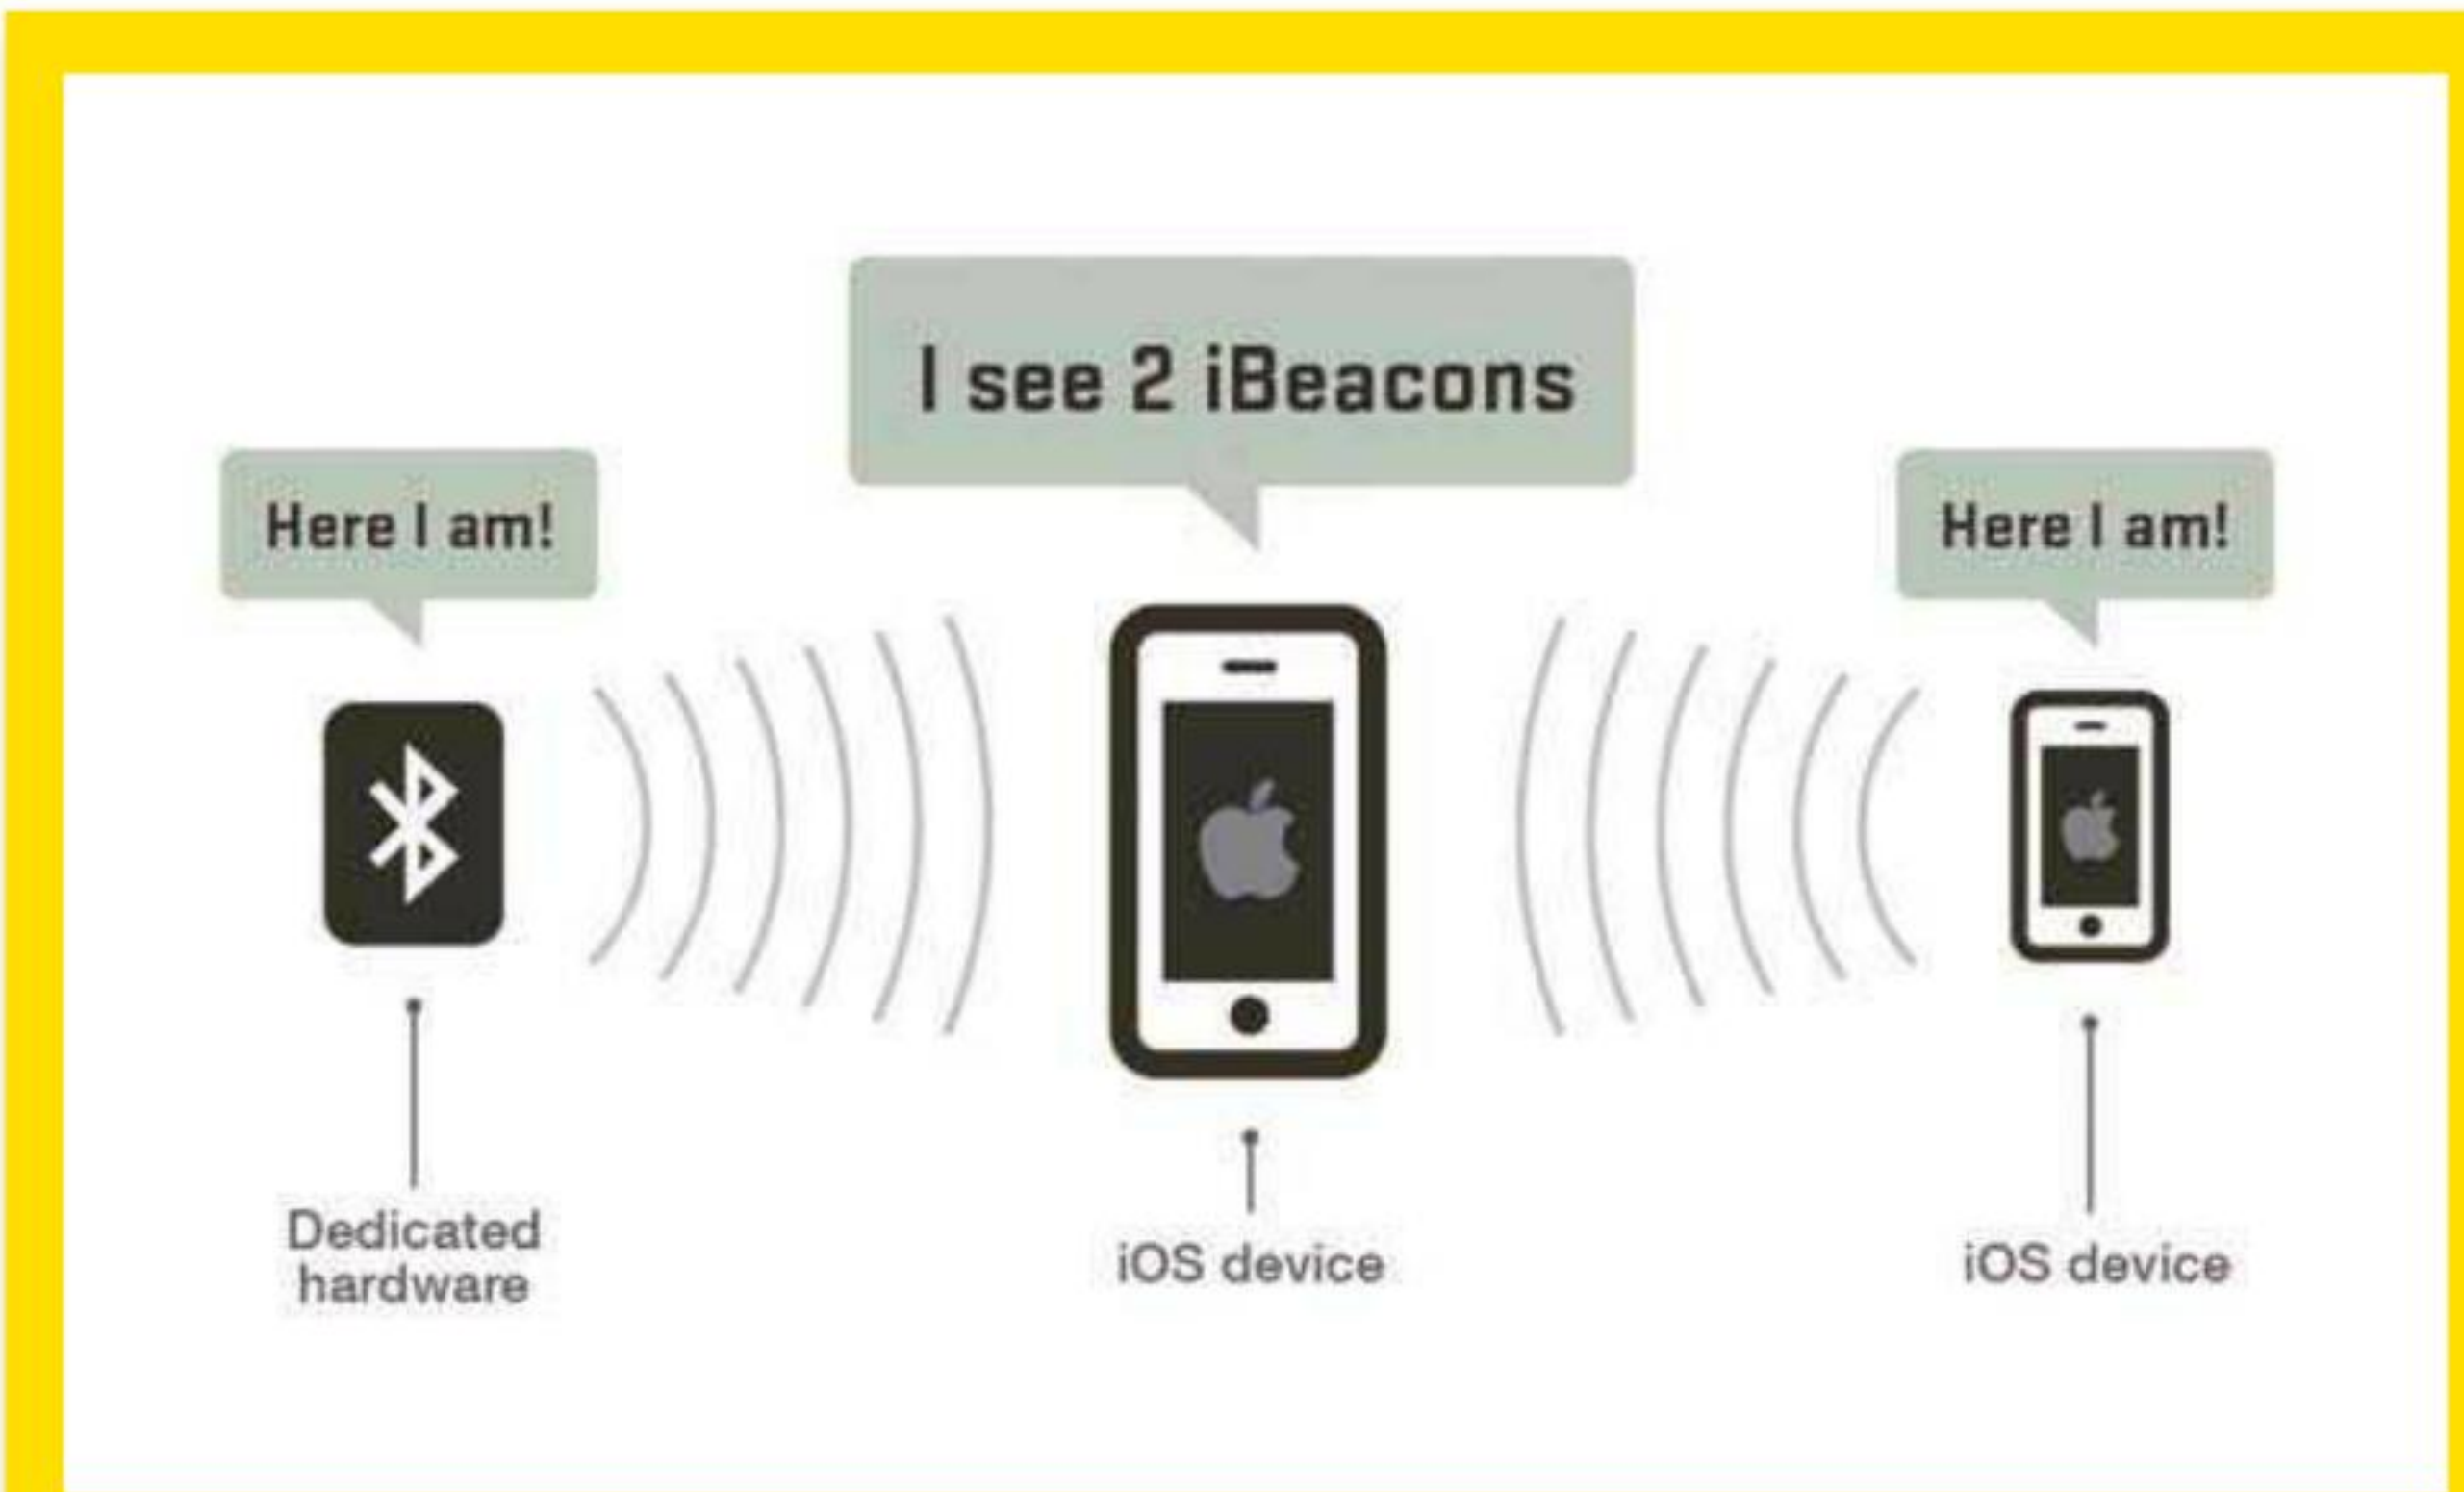 I see 2 iBeacons
Here I am!
Here I am!
Dedicated
hardware
iOS device
iOS device